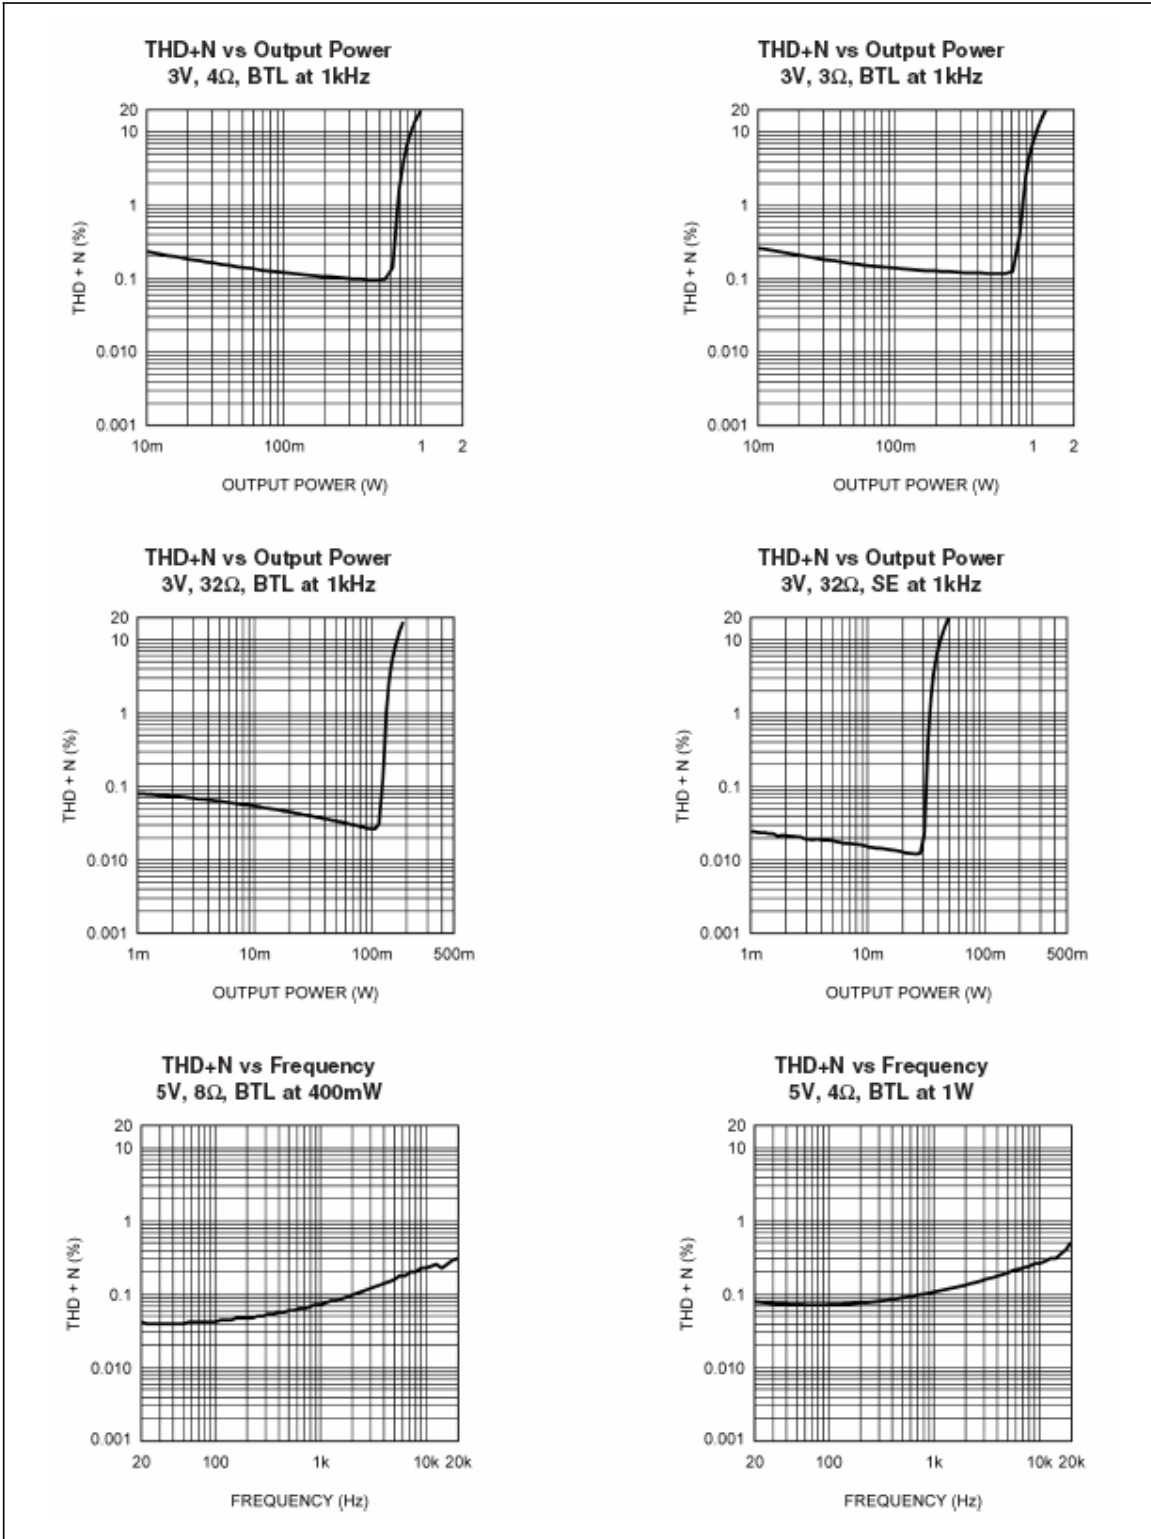 THD+N vs Output Power
3V, 4Ω, BTL at 1kHz
20
10
1
0.1
0.010
0.001
THD + N (%)
10m 100m 1 2
OUTPUT POWER (W)
THD+N vs Output Power
3V, 3Ω, BTL at 1kHz
20
10
1
0.1
0.010
0.001
THD + N (%)
10m 100m 1 2
OUTPUT POWER (W)
THD+N vs Output Power
3V, 32Ω, BTL at 1kHz
20
10
1
0.1
0.010
0.001
THD + N (%)
1m 10m 100m 500m
OUTPUT POWER (W)
THD+N vs Output Power
3V, 32Ω, SE at 1kHz
20
10
1
0.1
0.010
0.001
THD + N (%)
1m 10m 100m 500m
OUTPUT POWER (W)
THD+N vs Frequency
5V, 8Ω, BTL at 400mW
20
10
1
0.1
0.010
0.001
THD + N (%)
20 100 1k 10k 20k
FREQUENCY (Hz)
THD+N vs Frequency
5V, 4Ω, BTL at 1W
20
10
1
0.1
0.010
0.001
THD + N (%)
20 100 1k 10k 20k
FREQUENCY (Hz)